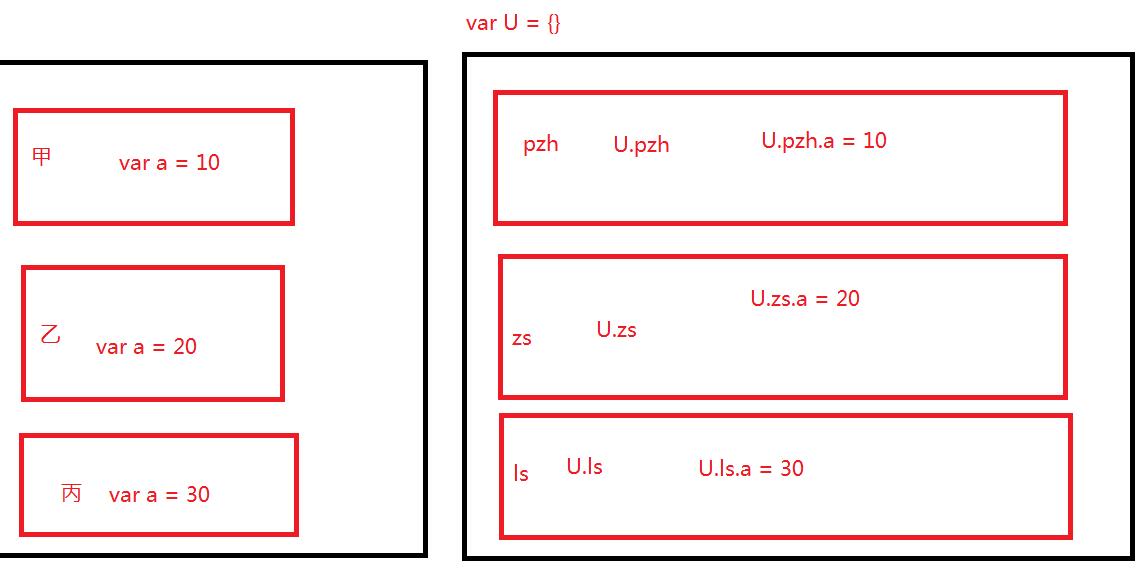 var U = {}
甲 var a = 10
乙 var a = 20
丙 var a = 30
pzh U.pzh U.pzh.a = 10
zs U.zs U.zs.a = 20
ls U.ls U.ls.a = 30